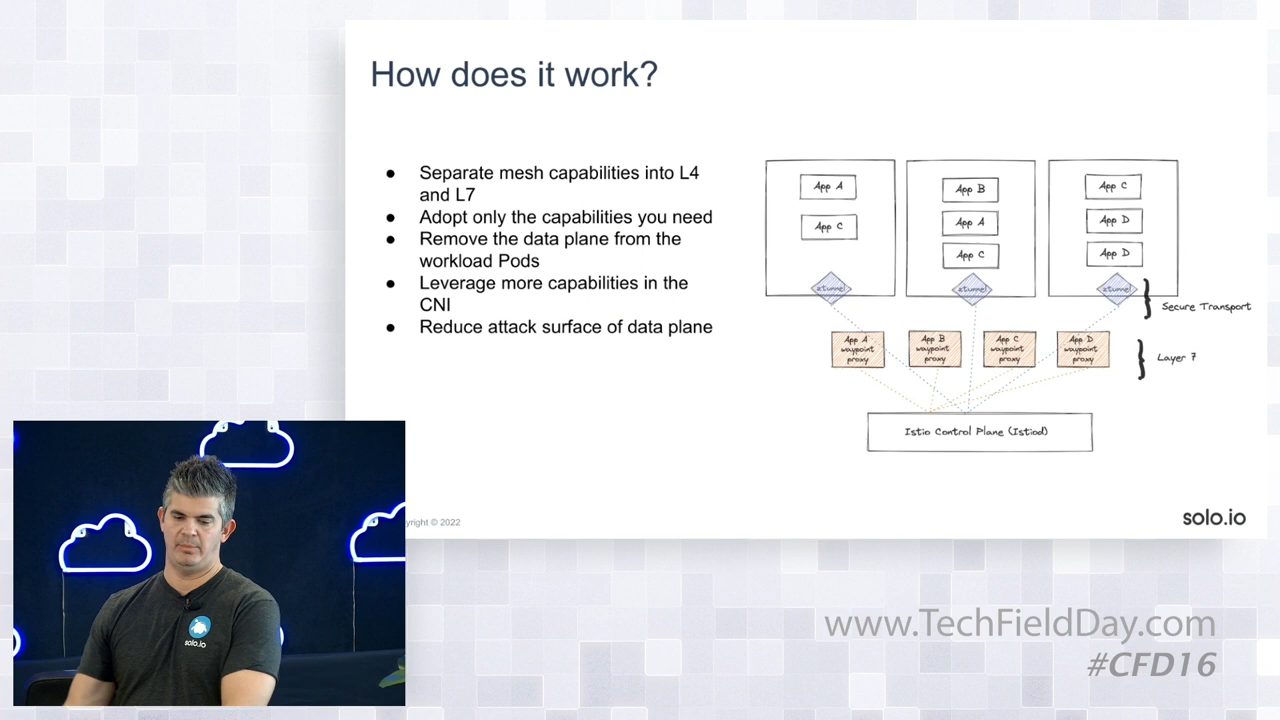 How does it work?
● Separate mesh capabilities into L4
and L7
● Adopt only the capabilities you need
● Remove the data plane from the
workload Pods
● Leverage more capabilities in the
CNI
● Reduce attack surface of data plane
App A
App C
ztunnel
App B
App A
App C
ztunnel
App C
App D
App D
ztunnel
Secure Transport
App A
waypoint
proxy
App B
waypoint
proxy
App C
waypoint
proxy
App D
waypoint
proxy
Layer 7
Istio Control Plane (Istiod)
yright © 2022
solo.io
solo.io
www.TechFieldDay.com
#CFD16